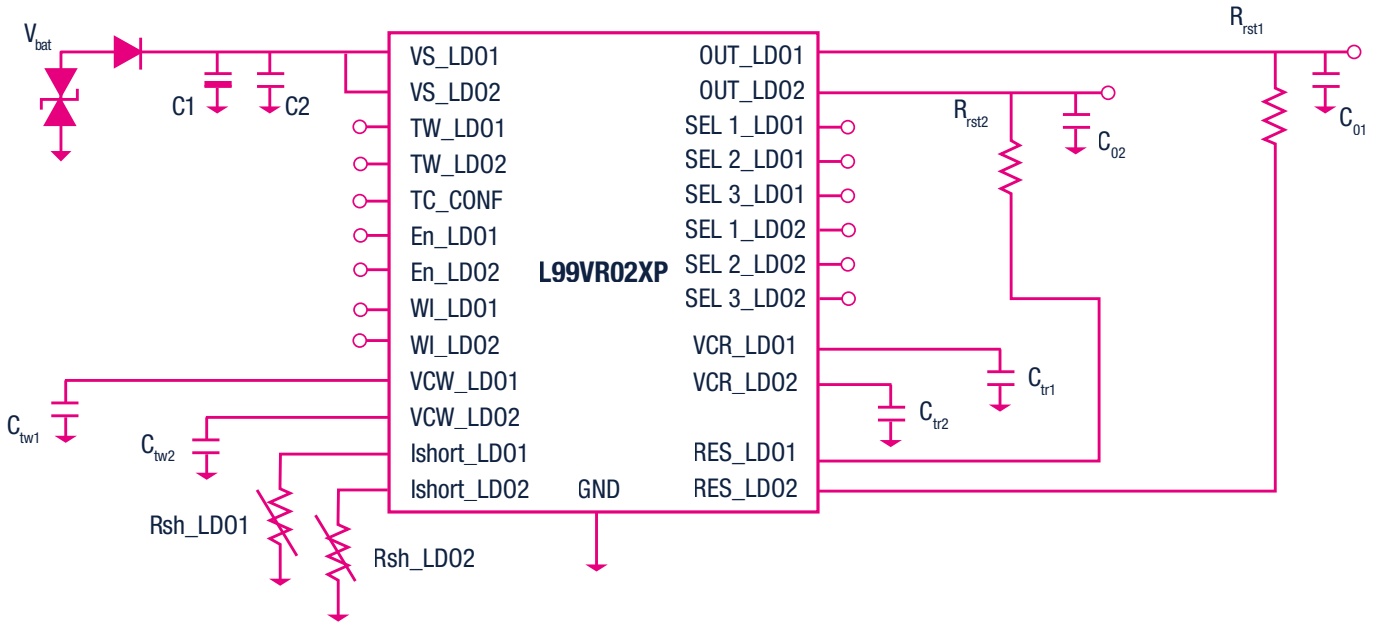 V_bat
C1
C2
VS_LDO1
VS_LDO2
TW_LDO1
TW_LDO2
TC_CONF
En_LDO1
En_LDO2
WI_LDO1
WI_LDO2
VCW_LDO1
VCW_LDO2
Ishort_LDO1
Ishort_LDO2
C_tw1
C_tw2
Rsh_LDO1
Rsh_LDO2
L99VR02XP
GND
OUT_LDO1
OUT_LDO2
SEL 1_LDO1
SEL 2_LDO1
SEL 3_LDO1
SEL 1_LDO2
SEL 2_LDO2
SEL 3_LDO2
VCR_LDO1
VCR_LDO2
RES_LDO1
RES_LDO2
R_rst1
R_rst2
C_01
C_02
C_tr1
C_tr2